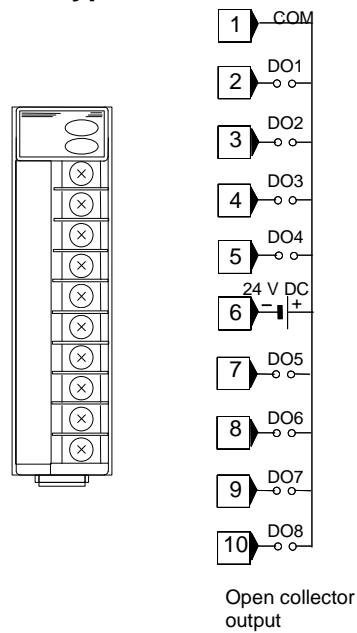 1 COM
2 DO1
3 DO2
4 DO3
5 DO4
24 V DC
6 − +
7 DO5
8 DO6
9 DO7
10 DO8
Open collector
output